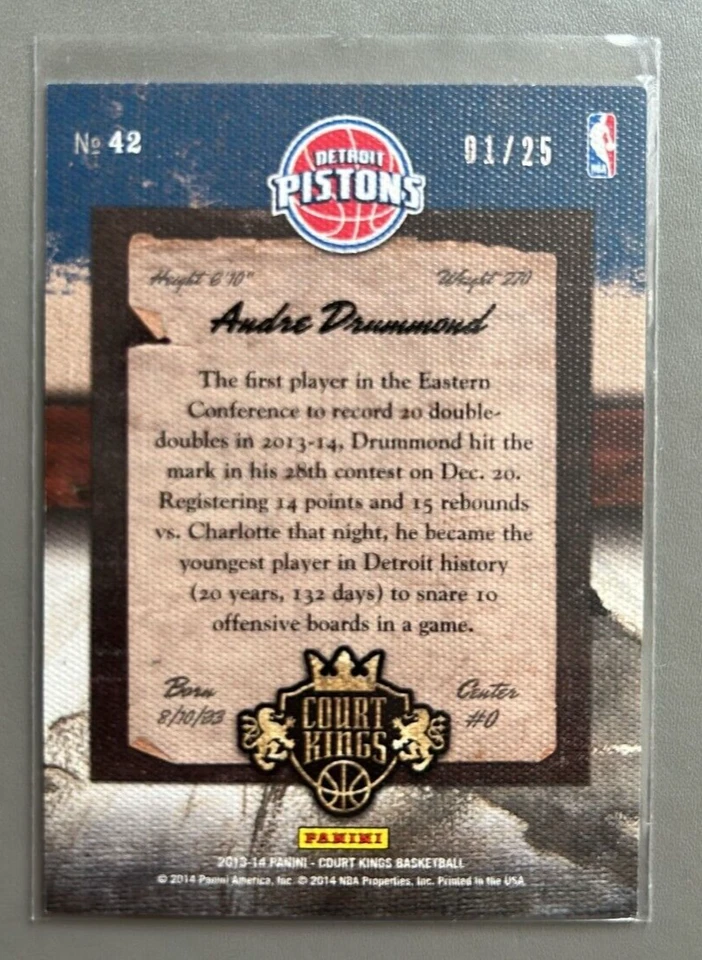 No 42
01/25
NBA
DETROIT
PISTONS
Height 6'10"
Weight 270
Andre Drummond
The first player in the Eastern
Conference to record 20 double-
doubles in 2013-14, Drummond hit the
mark in his 28th contest on Dec. 20.
Registering 14 points and 15 rebounds
vs. Charlotte that night, he became the
youngest player in Detroit history
(20 years, 132 days) to snare 10
offensive boards in a game.
Born
8/10/93
Center
#0
COURT
KINGS
PANINI
2013-14 PANINI - COURT KINGS BASKETBALL
© 2014 Panini America, Inc. © 2014 NBA Properties, Inc. Printed in the USA